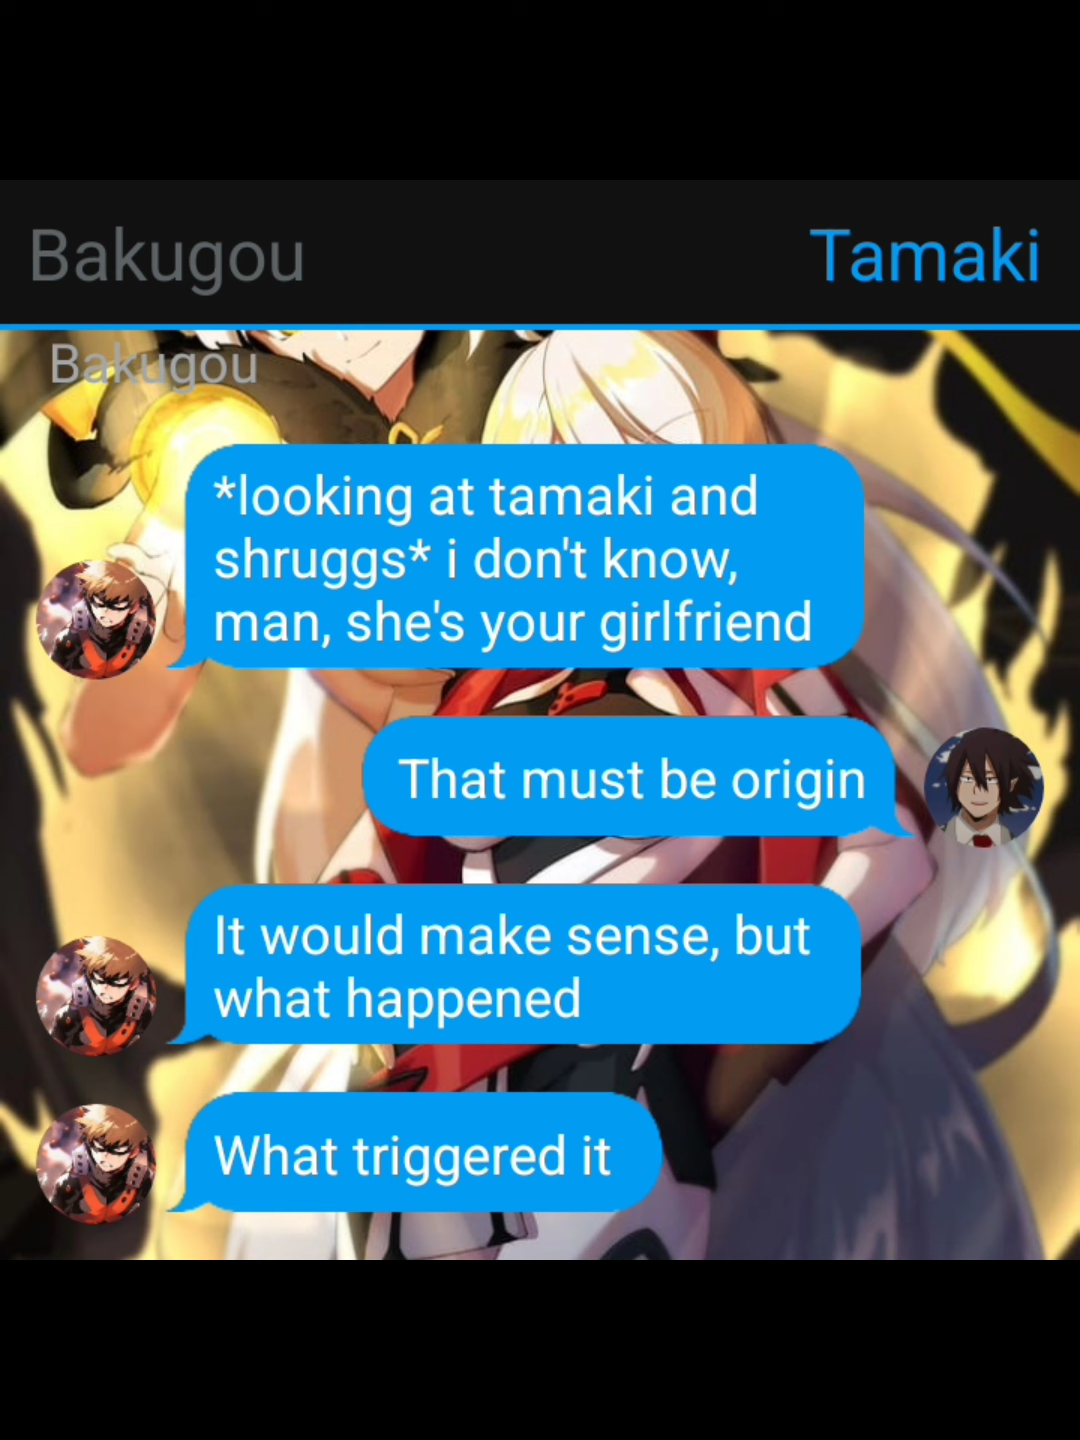 Bakugou
Tamaki
Bakugou
*looking at tamaki and
shruggs* i don't know,
man, she's your girlfriend
That must be origin
It would make sense, but
what happened
What triggered it